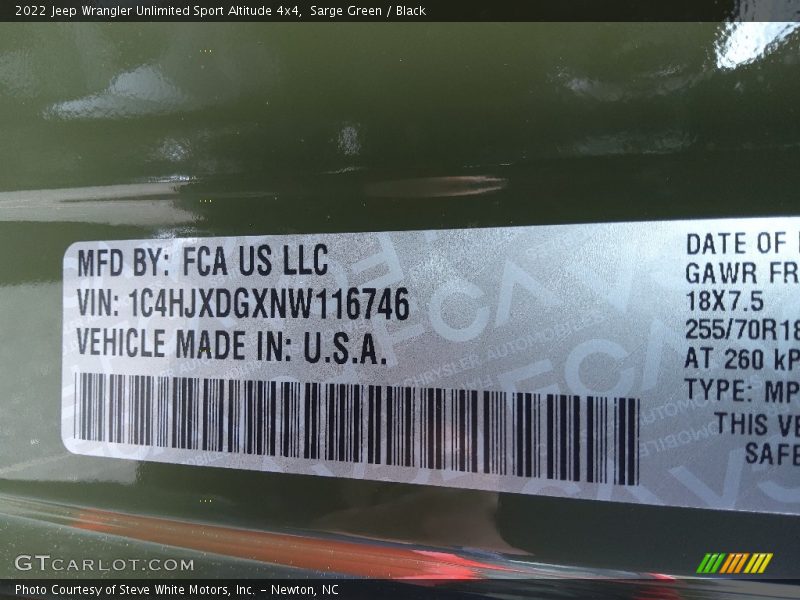 2022 Jeep Wrangler Unlimited Sport Altitude 4x4, Sarge Green / Black
MFD BY: FCA US LLC
VIN: 1C4HJXDGXNW116746
VEHICLE MADE IN: U.S.A.
DATE OF
GAWR FR
18X7.5
255/70R18
AT 260 kP
TYPE: MP
THIS VE
SAFE
GTCARLOT.COM
Photo Courtesy of Steve White Motors, Inc. – Newton, NC